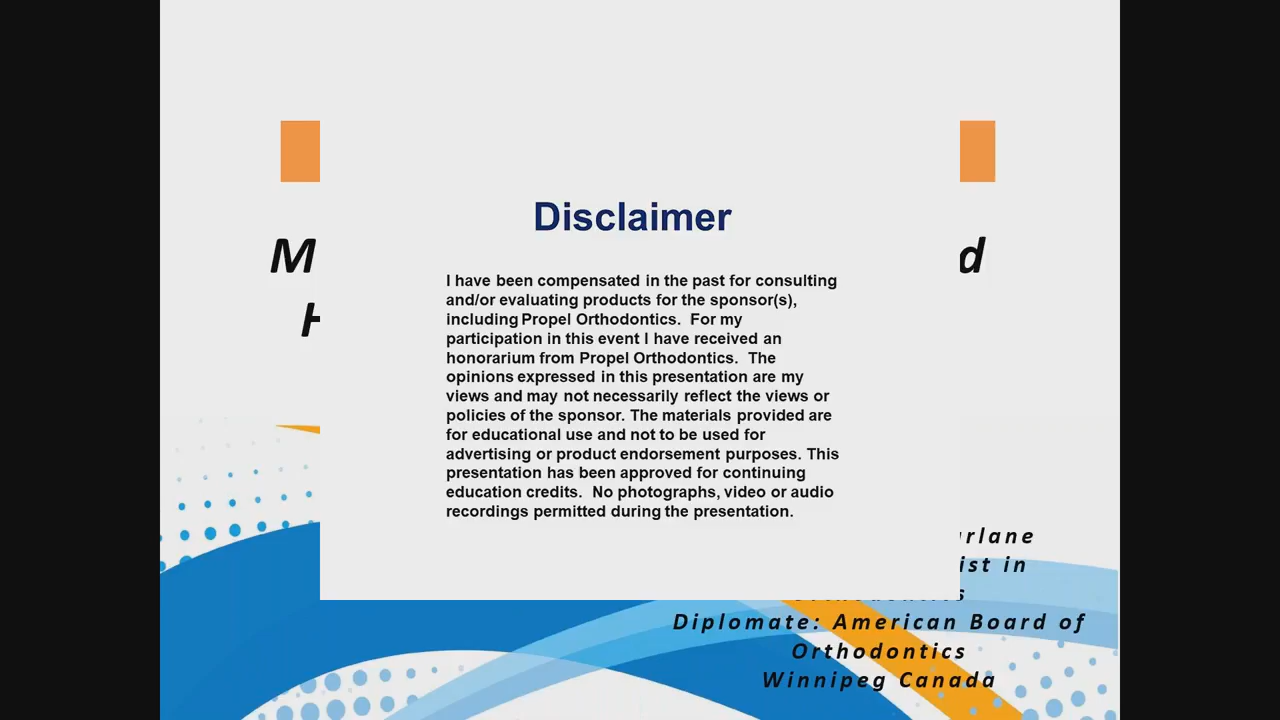 Disclaimer
I have been compensated in the past for consulting
and/or evaluating products for the sponsor(s),
including Propel Orthodontics. For my
participation in this event I have received an
honorarium from Propel Orthodontics. The
opinions expressed in this presentation are my
views and may not necessarily reflect the views or
policies of the sponsor. The materials provided are
for educational use and not to be used for
advertising or product endorsement purposes. This
presentation has been approved for continuing
education credits. No photographs, video or audio
recordings permitted during the presentation.
M d
rlane
ist in
Diplomate: American Board of
Orthodontics
Winnipeg Canada